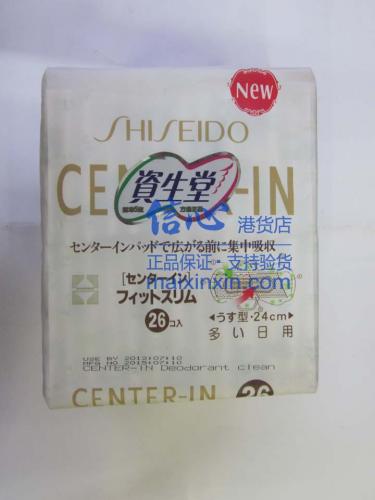 New
SHISEIDO
CENTER-IN
資生堂
信心 港货店
センターインパッドで広がる前に集中吸収
正品保证·支持验货
[センターイン]
maixinxin.com
フィットスリム
26コ入
◀うす型・24cm▶
多い日用
USE BY 2012:07:10
MFG NO 2015:07:10
CENTER-IN Deodorant clean
CENTER-IN 26